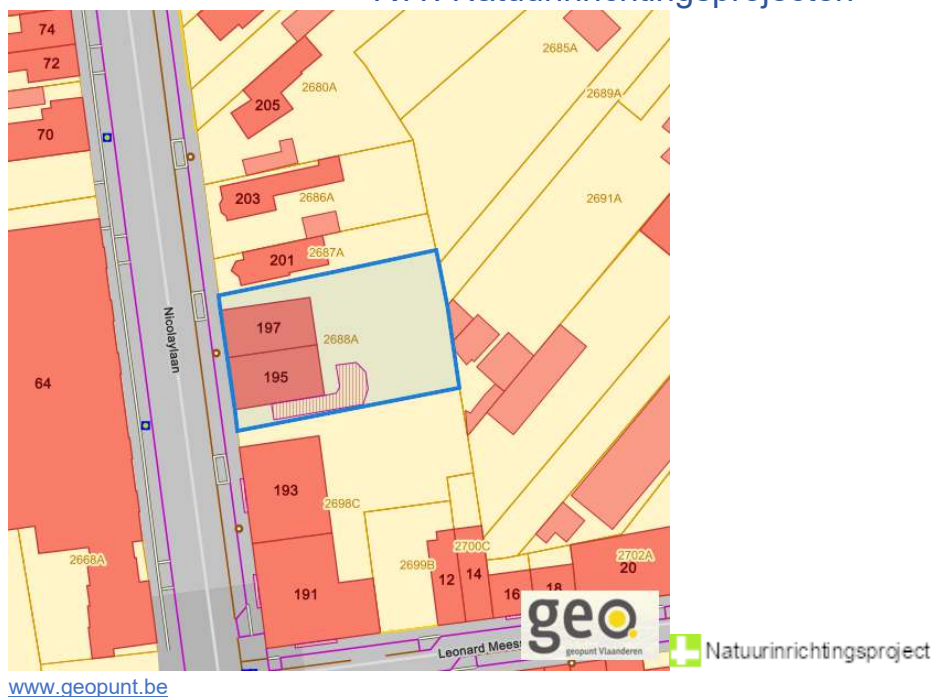 74
72
2685A
2680A
2689A
205
70
203
2686A
2691A
201
2687A
Nicolaylaan
197
2688A
195
64
193
2698C
2668A
2699B
2700C
2702A
12
14
20
16
18
191
geo
geopunt Vlaanderen
Leonard Meess
Natuurinrichtingsproject
www.geopunt.be